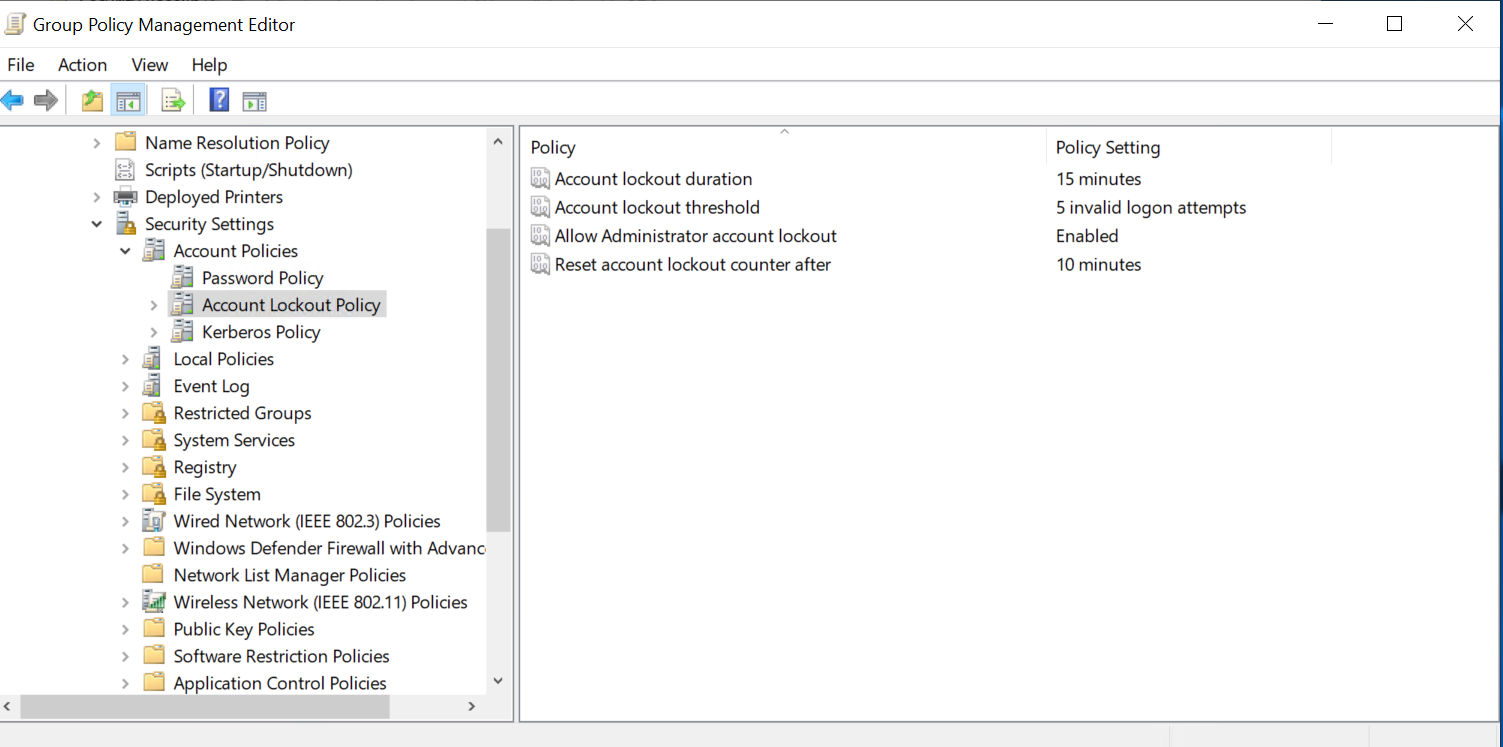 Group Policy Management Editor
File Action View Help
Name Resolution Policy
Scripts (Startup/Shutdown)
Deployed Printers
Security Settings
Account Policies
Password Policy
Account Lockout Policy
Kerberos Policy
Local Policies
Event Log
Restricted Groups
System Services
Registry
File System
Wired Network (IEEE 802.3) Policies
Windows Defender Firewall with Advanc
Network List Manager Policies
Wireless Network (IEEE 802.11) Policies
Public Key Policies
Software Restriction Policies
Application Control Policies
Policy Policy Setting
Account lockout duration 15 minutes
Account lockout threshold 5 invalid logon attempts
Allow Administrator account lockout Enabled
Reset account lockout counter after 10 minutes